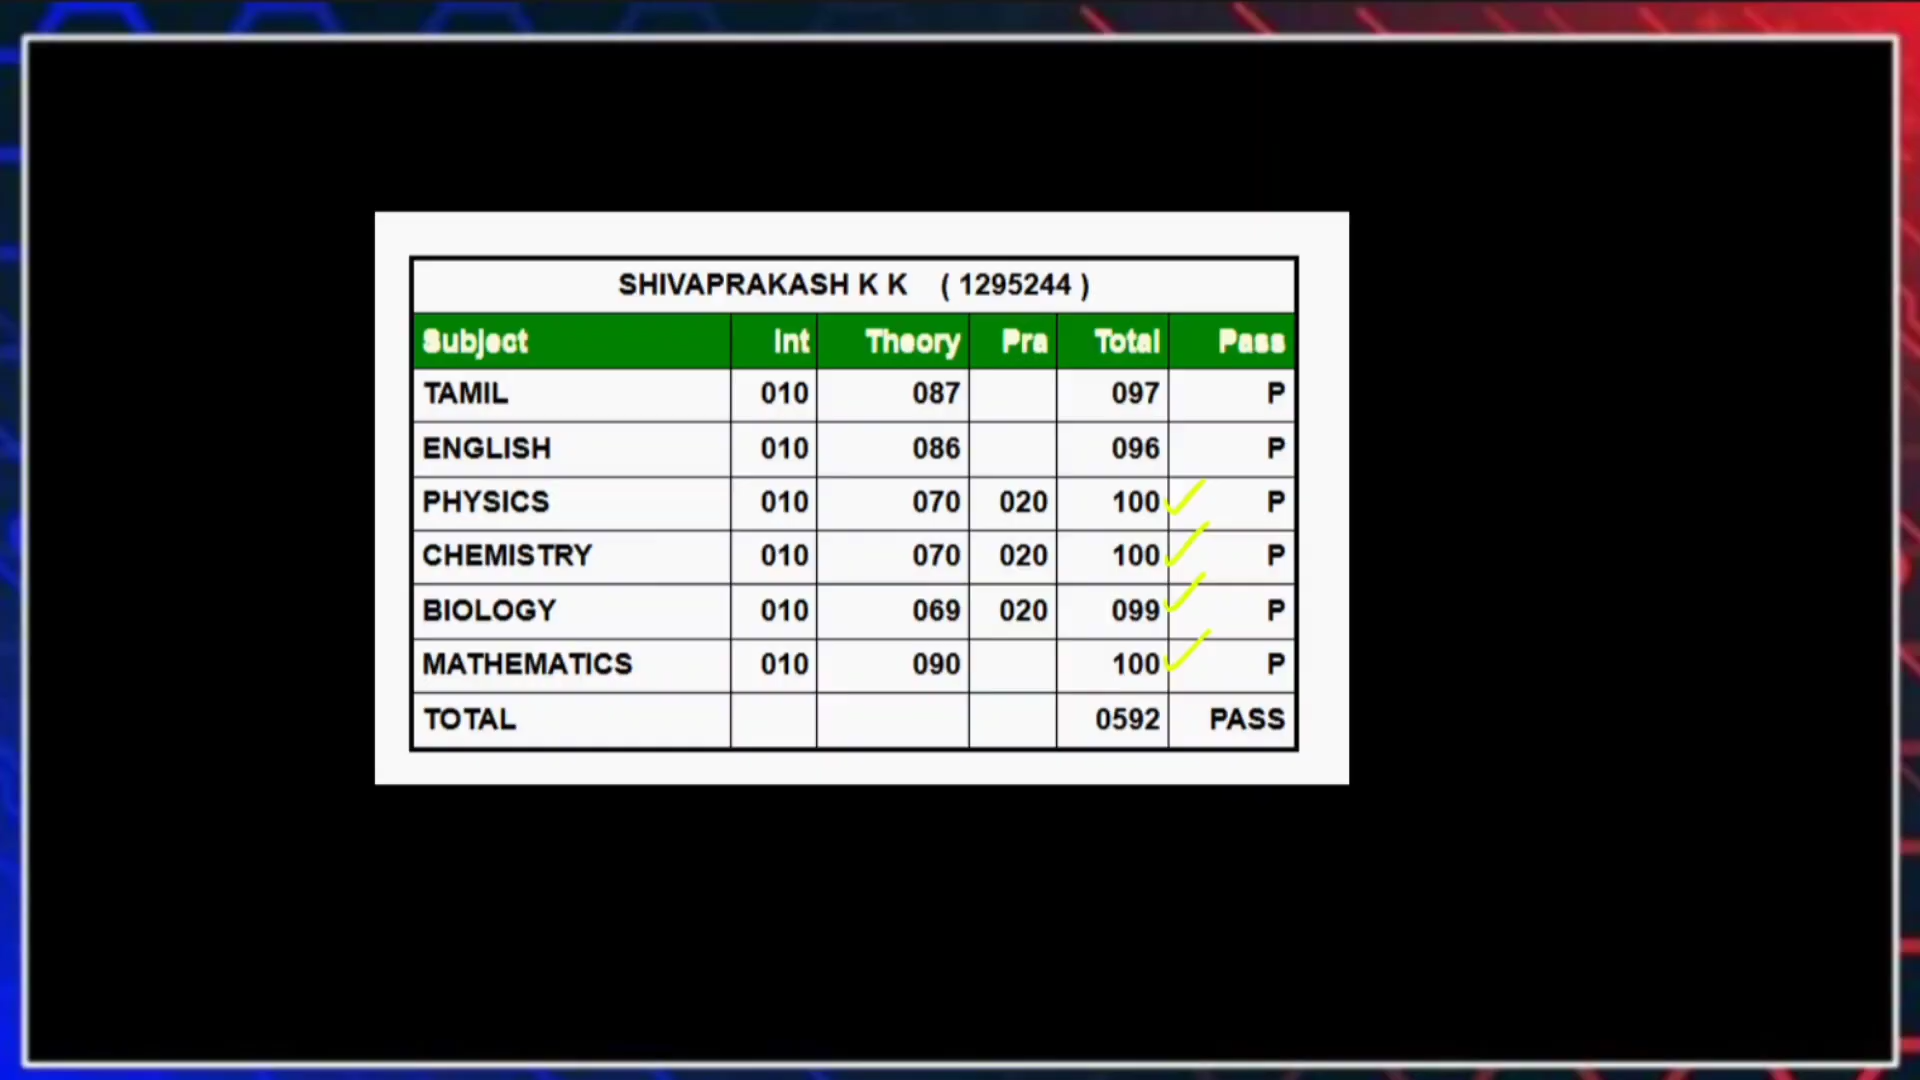 SHIVAPRAKASH K K ( 1295244 )
Subject Int Theory Pra Total Pass
TAMIL 010 087 097 P
ENGLISH 010 086 096 P
PHYSICS 010 070 020 100 P
CHEMISTRY 010 070 020 100 P
BIOLOGY 010 069 020 099 P
MATHEMATICS 010 090 100 P
TOTAL 0592 PASS